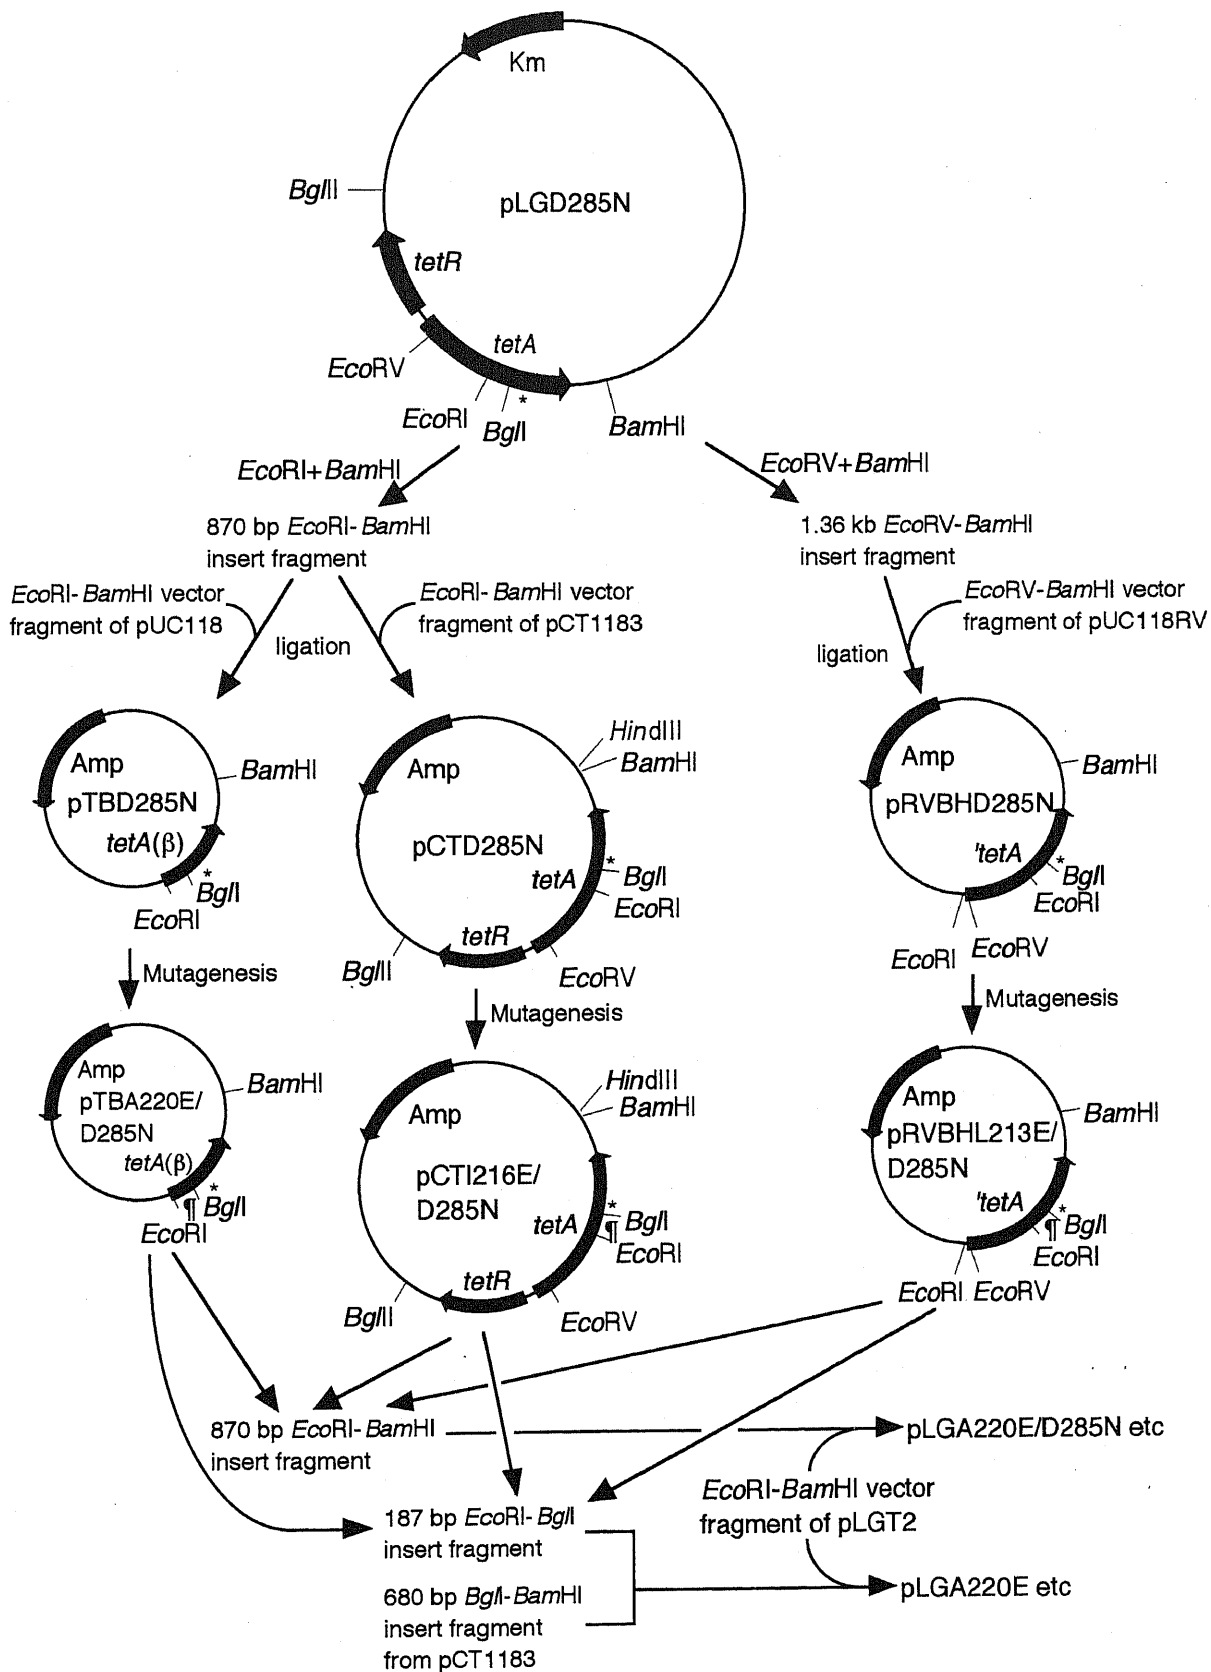 Km
BglII
pLGD285N
tetR
tetA
EcoRV
*
EcoRI
BglI
BamHI
EcoRI+BamHI
EcoRV+BamHI
870 bp EcoRI-BamHI
insert fragment
1.36 kb EcoRV-BamHI
insert fragment
EcoRI-BamHI vector
fragment of pUC118
ligation
EcoRI-BamHI vector
fragment of pCT1183
EcoRV-BamHI vector
fragment of pUC118RV
ligation
Amp
pTBD285N
tetA(β)
BamHI
*
BglI
EcoRI
HindIII
BamHI
Amp
pCTD285N
tetA
*
BglI
EcoRI
tetR
BglII
EcoRV
Amp
pRVBHD285N
BamHI
'tetA
*
BglI
EcoRI
EcoRI EcoRV
Mutagenesis
Mutagenesis
Mutagenesis
Amp
pTBA220E/
D285N
tetA(β)
BamHI
*
¶ BglI
EcoRI
HindIII
BamHI
Amp
pCTI216E/
D285N
tetA
*
BglI
¶
EcoRI
tetR
BglII
EcoRV
Amp
pRVBHL213E/
D285N
BamHI
'tetA
*
¶ BglI
EcoRI
EcoRI EcoRV
870 bp EcoRI-BamHI
insert fragment
pLGA220E/D285N etc
EcoRI-BamHI vector
fragment of pLGT2
187 bp EcoRI-BglI
insert fragment
680 bp BglI-BamHI
insert fragment
from pCT1183
pLGA220E etc